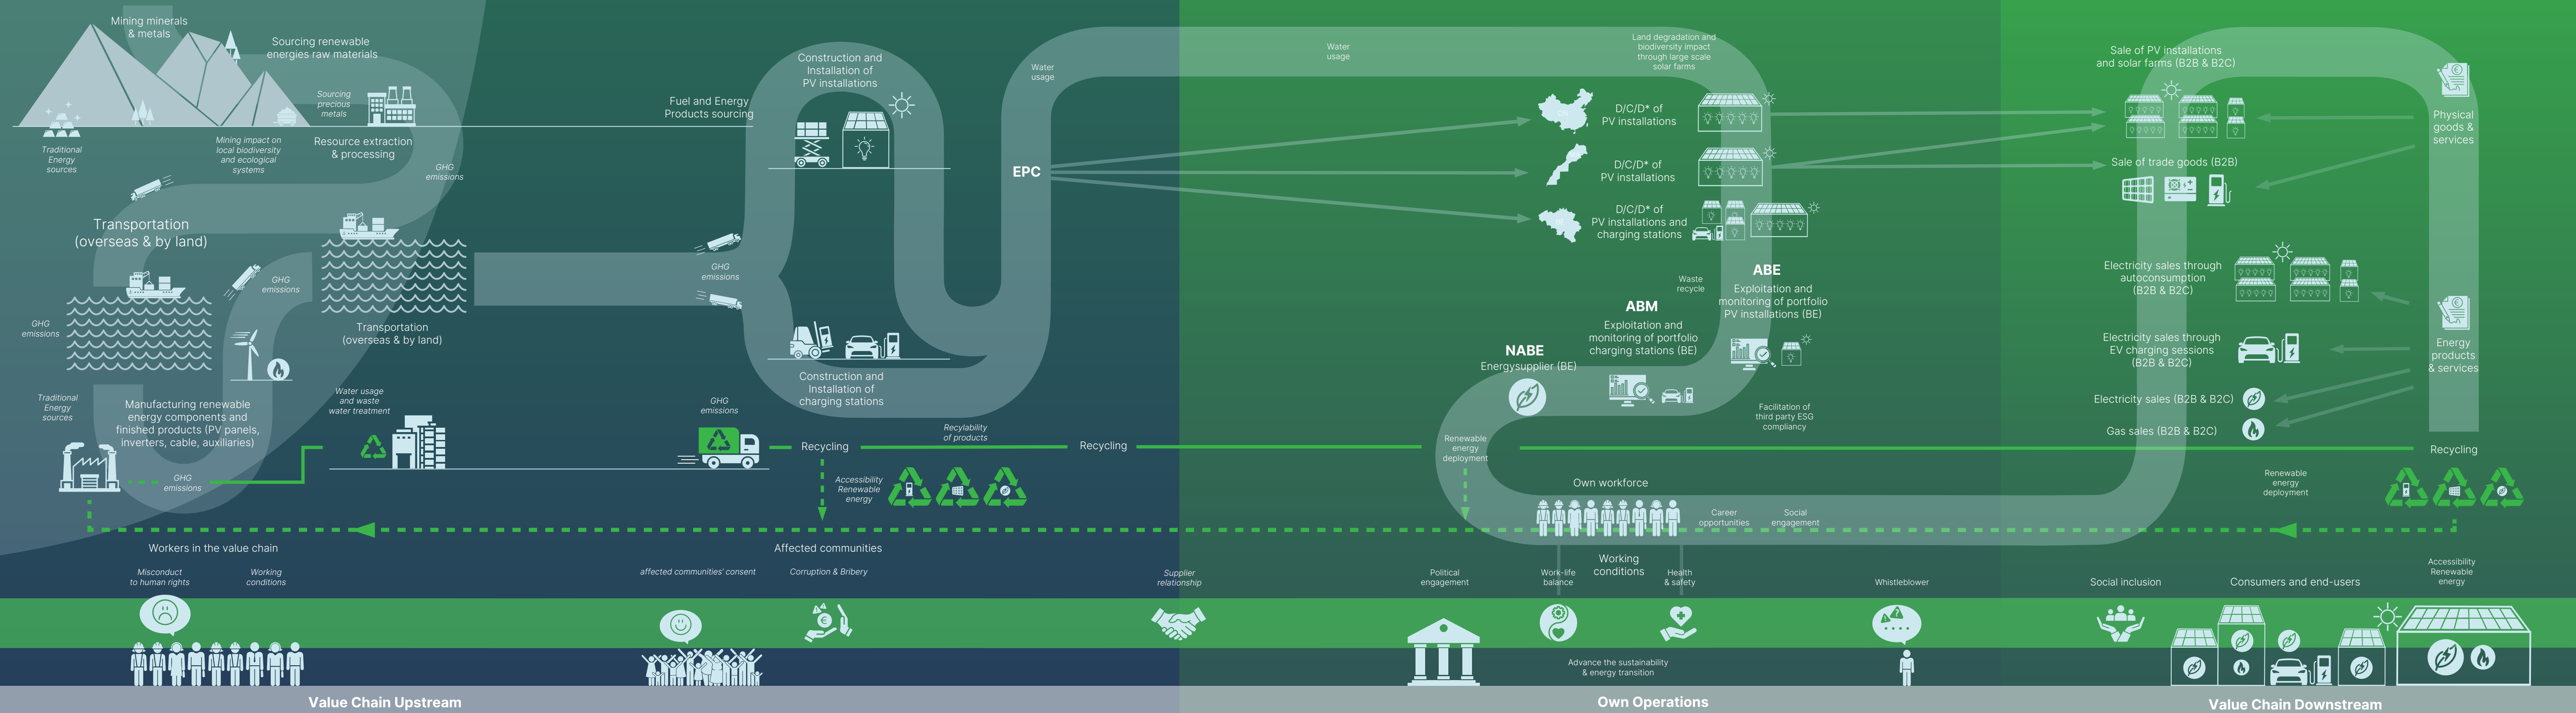 Mining minerals
& metals
Sourcing renewable
energies raw materials
Sourcing
precious
metals
Traditional
Energy
sources
Mining impact on
local biodiversity
and ecological
systems
Resource extraction
& processing
GHG
emissions
Transportation
(overseas & by land)
GHG
emissions
GHG
emissions
Transportation
(overseas & by land)
Traditional
Energy
sources
Manufacturing renewable
energy components and
finished products (PV panels,
inverters, cable, auxiliaries)
GHG
emissions
Water usage
and waste
water treatment
Fuel and Energy
Products sourcing
Construction and
Installation of
PV installations
GHG
emissions
Construction and
Installation of
charging stations
GHG
emissions
Recycling
Recylability
of products
Accessibility
Renewable
energy
Recycling
Water
usage
EPC
Water
usage
Land degradation and
biodiversity impact
through large scale
solar farms
D/C/D* of
PV installations
D/C/D* of
PV installations
D/C/D* of
PV installations and
charging stations
Waste
recycle
ABE
Exploitation and
monitoring of portfolio
PV installations (BE)
ABM
Exploitation and
monitoring of portfolio
charging stations (BE)
NABE
Energysupplier (BE)
Facilitation of
third party ESG
compliancy
Renewable
energy
deployment
Own workforce
Career
opportunities
Social
engagement
Sale of PV installations
and solar farms (B2B & B2C)
Sale of trade goods (B2B)
Electricity sales through
autoconsumption
(B2B & B2C)
Electricity sales through
EV charging sessions
(B2B & B2C)
Electricity sales (B2B & B2C)
Gas sales (B2B & B2C)
Physical
goods &
services
Energy
products
& services
Recycling
Renewable
energy
deployment
Workers in the value chain
Misconduct
to human rights
Working
conditions
Affected communities
affected communities' consent
Corruption & Bribery
Supplier
relationship
Political
engagement
Work-life
balance
Working
conditions
Health
& safety
Whistleblower
Social inclusion
Consumers and end-users
Accessibility
Renewable
energy
Advance the sustainability
& energy transition
Value Chain Upstream
Own Operations
Value Chain Downstream